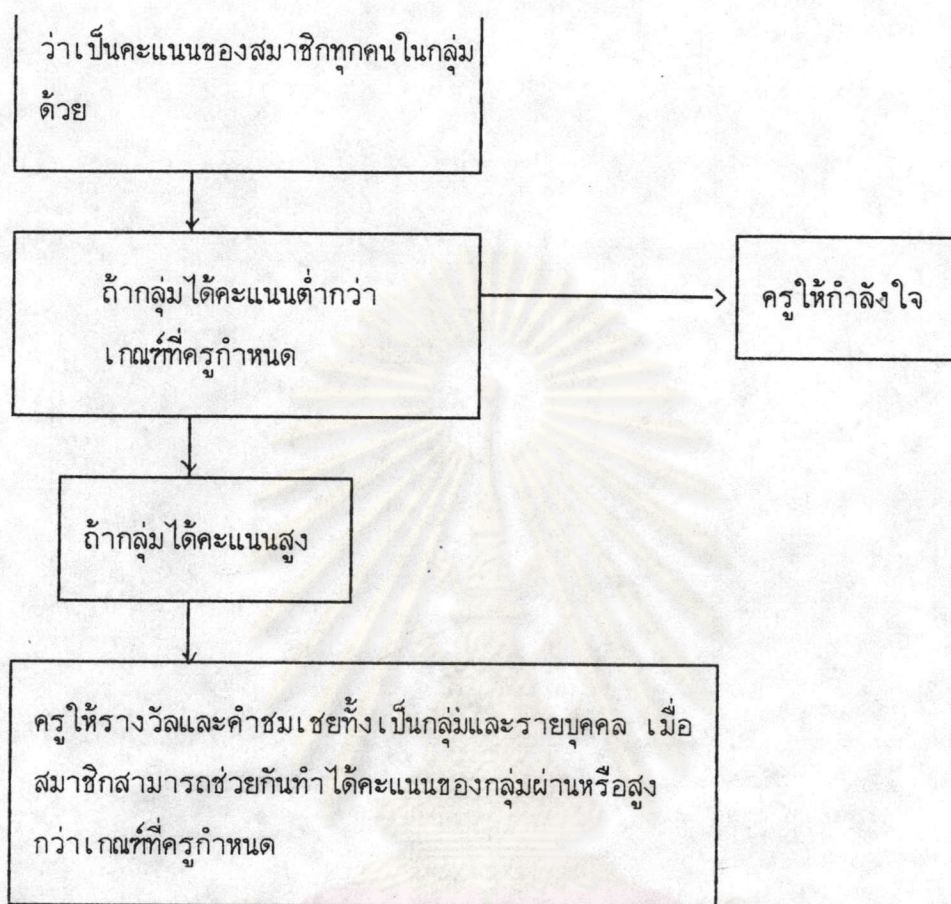 ว่าเป็นคะแนนของสมาชิกทุกคนในกลุ่ม
ด้วย
ถ้ากลุ่มได้คะแนนต่ำกว่า
เกณฑ์ที่ครูกำหนด
ครูให้กำลังใจ
ถ้ากลุ่มได้คะแนนสูง
ครูให้รางวัลและคำชมเชยทั้งเป็นกลุ่มและรายบุคคล เมื่อ
สมาชิกสามารถช่วยกันทำได้คะแนนของกลุ่มผ่านหรือสูง
กว่าเกณฑ์ที่ครูกำหนด